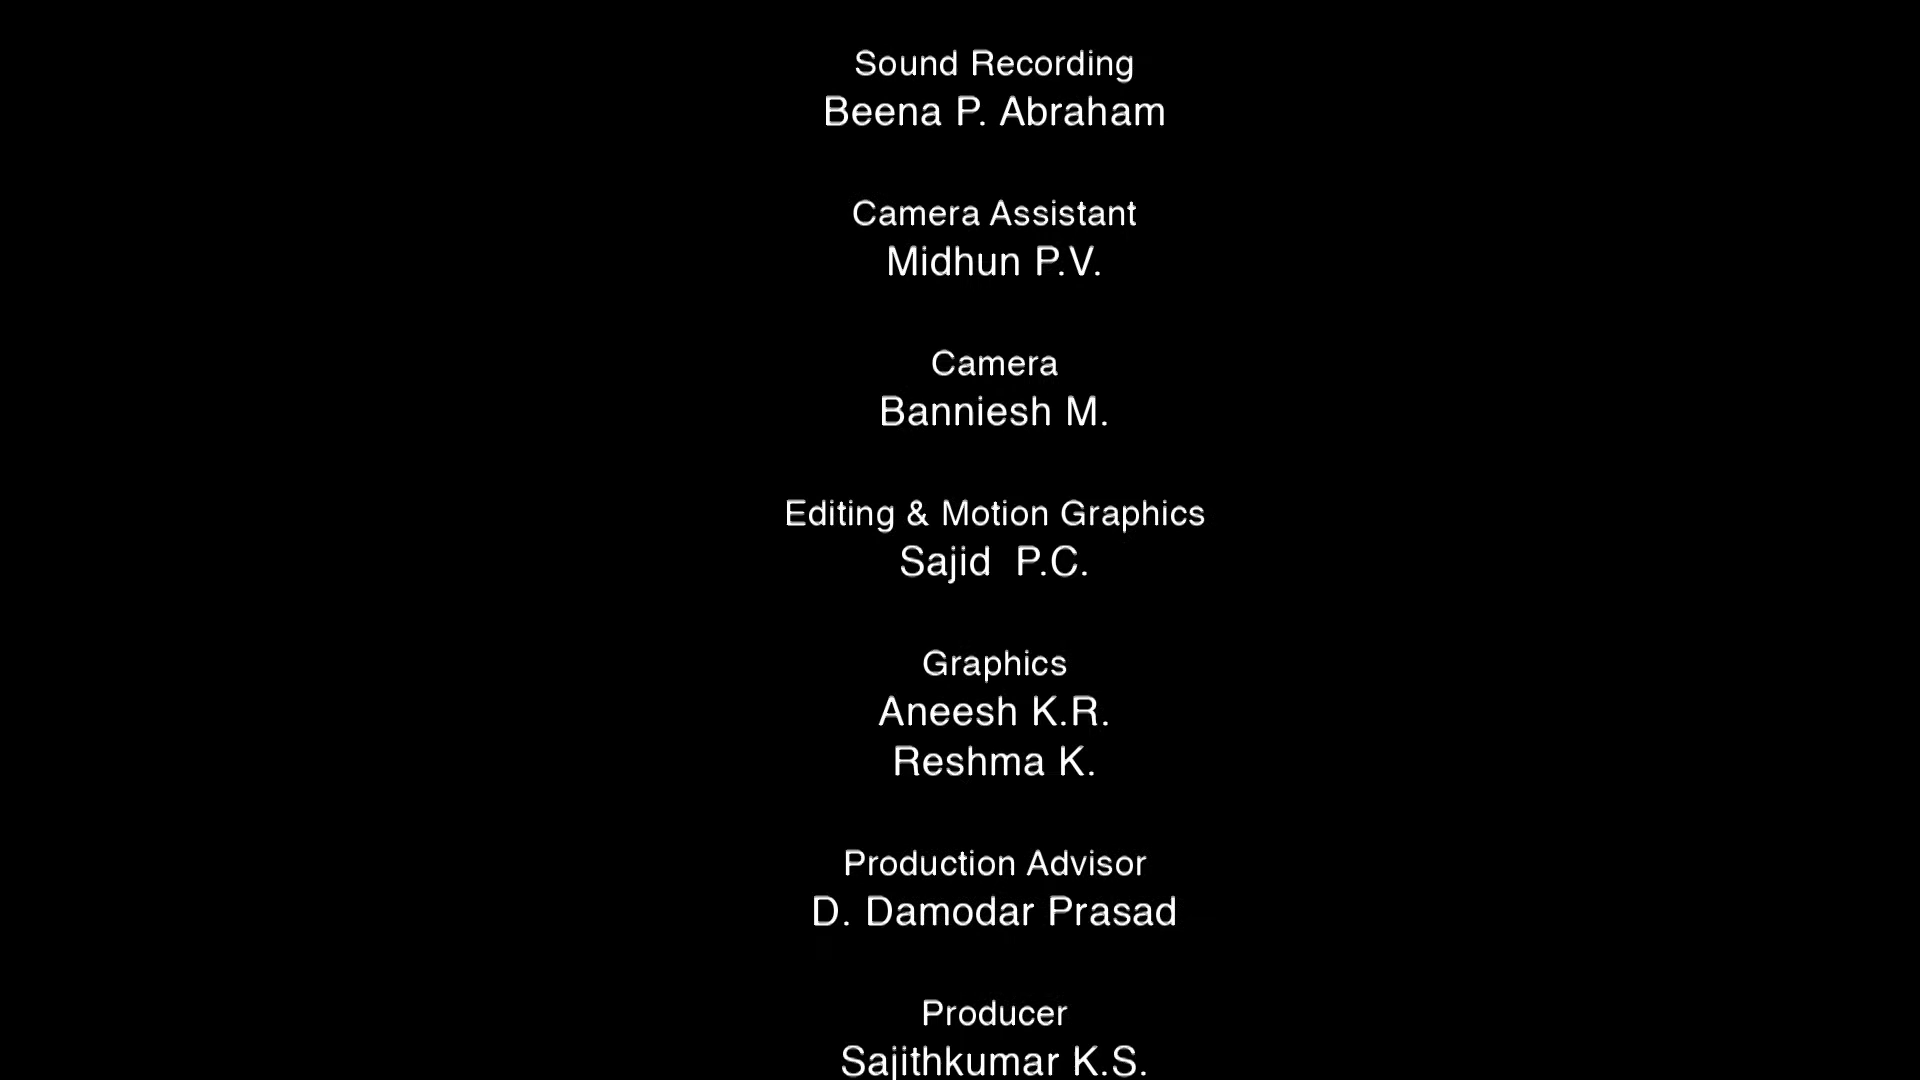 Sound Recording
Beena P. Abraham
Camera Assistant
Midhun P.V.
Camera
Banniesh M.
Editing & Motion Graphics
Sajid  P.C.
Graphics
Aneesh K.R.
Reshma K.
Production Advisor
D. Damodar Prasad
Producer
Sajithkumar K.S.